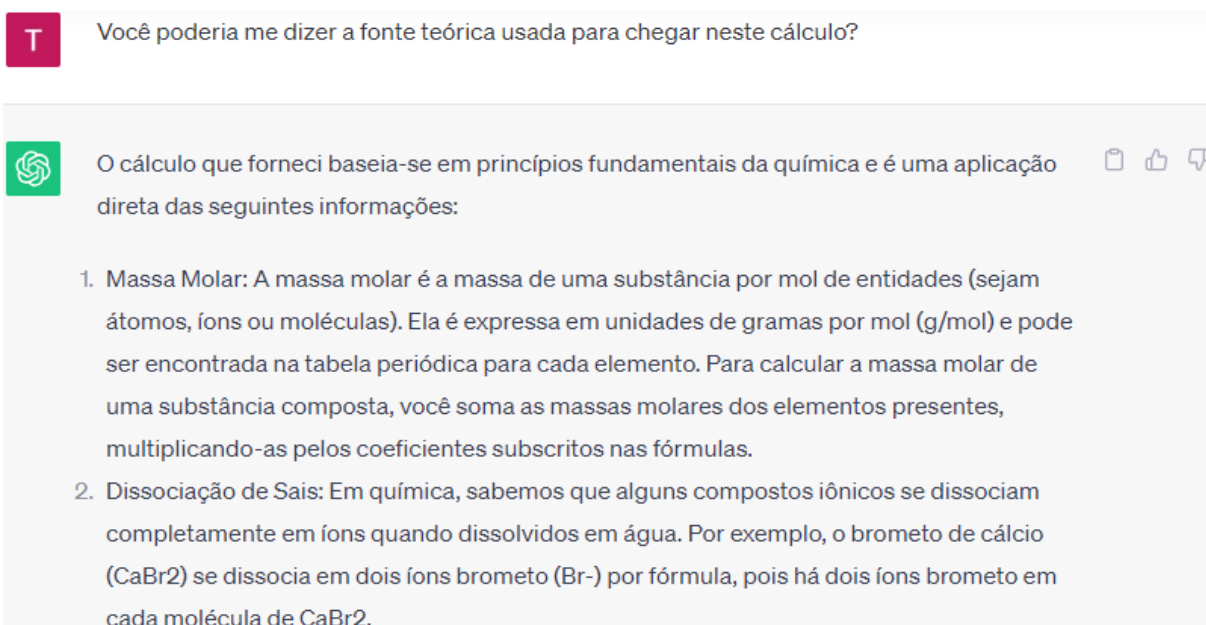 T
Você poderia me dizer a fonte teórica usada para chegar neste cálculo?
O cálculo que forneci baseia-se em princípios fundamentais da química e é uma aplicação
direta das seguintes informações:
1. Massa Molar: A massa molar é a massa de uma substância por mol de entidades (sejam
átomos, íons ou moléculas). Ela é expressa em unidades de gramas por mol (g/mol) e pode
ser encontrada na tabela periódica para cada elemento. Para calcular a massa molar de
uma substância composta, você soma as massas molares dos elementos presentes,
multiplicando-as pelos coeficientes subscritos nas fórmulas.
2. Dissociação de Sais: Em química, sabemos que alguns compostos iônicos se dissociam
completamente em íons quando dissolvidos em água. Por exemplo, o brometo de cálcio
(CaBr2) se dissocia em dois íons brometo (Br-) por fórmula, pois há dois íons brometo em
cada molécula de CaBr2.